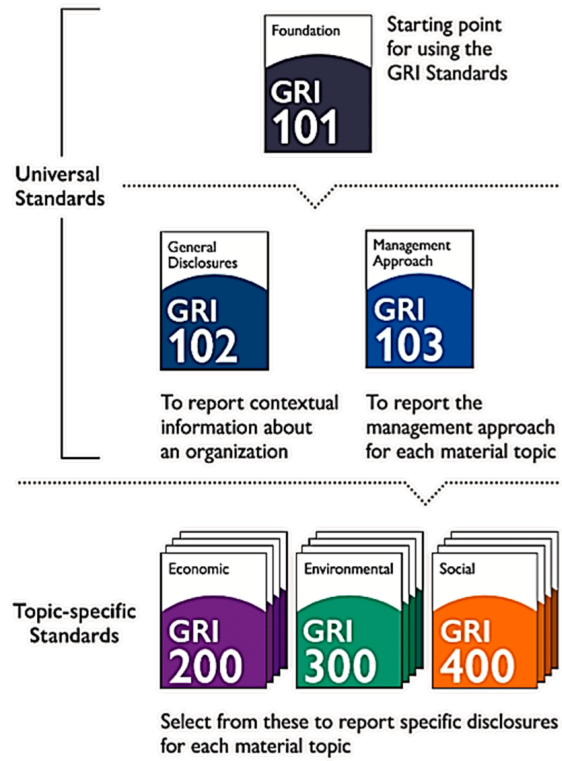 Foundation
GRI
101
Starting point
for using the
GRI Standards
Universal
Standards
General
Disclosures
GRI
102
Management
Approach
GRI
103
To report contextual
information about
an organization
To report the
management approach
for each material topic
Topic-specific
Standards
Economic
GRI
200
Environmental
GRI
300
Social
GRI
400
Select from these to report specific disclosures
for each material topic